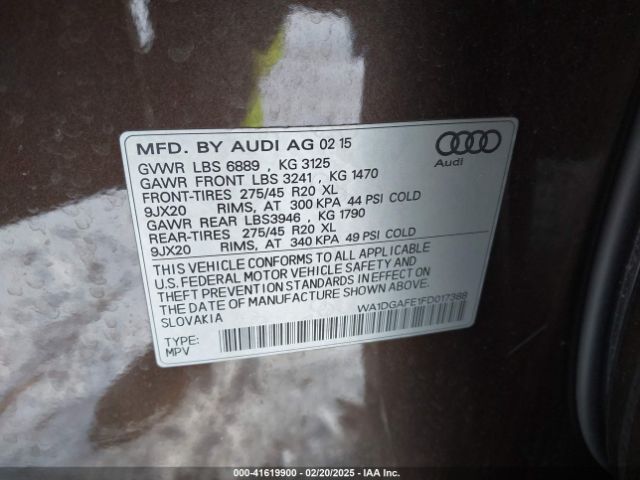 MFD. BY AUDI AG 02 15
GVWR LBS 6889 , KG 3125
GAWR FRONT LBS 3241 , KG 1470
FRONT-TIRES 275/45 R20 XL
9JX20 RIMS, AT 300 KPA 44 PSI COLD
GAWR REAR LBS3946 , KG 1790
REAR-TIRES 275/45 R20 XL
9JX20 RIMS, AT 340 KPA 49 PSI COLD
THIS VEHICLE CONFORMS TO ALL APPLICABLE
U.S. FEDERAL MOTOR VEHICLE SAFETY AND
THEFT PREVENTION STANDARDS IN EFFECT ON
THE DATE OF MANUFACTURE SHOWN ABOVE.
SLOVAKIA
WA1DGAFE1FD017388
TYPE:
MPV
Audi
000-41619900 - 02/20/2025 - IAA Inc.